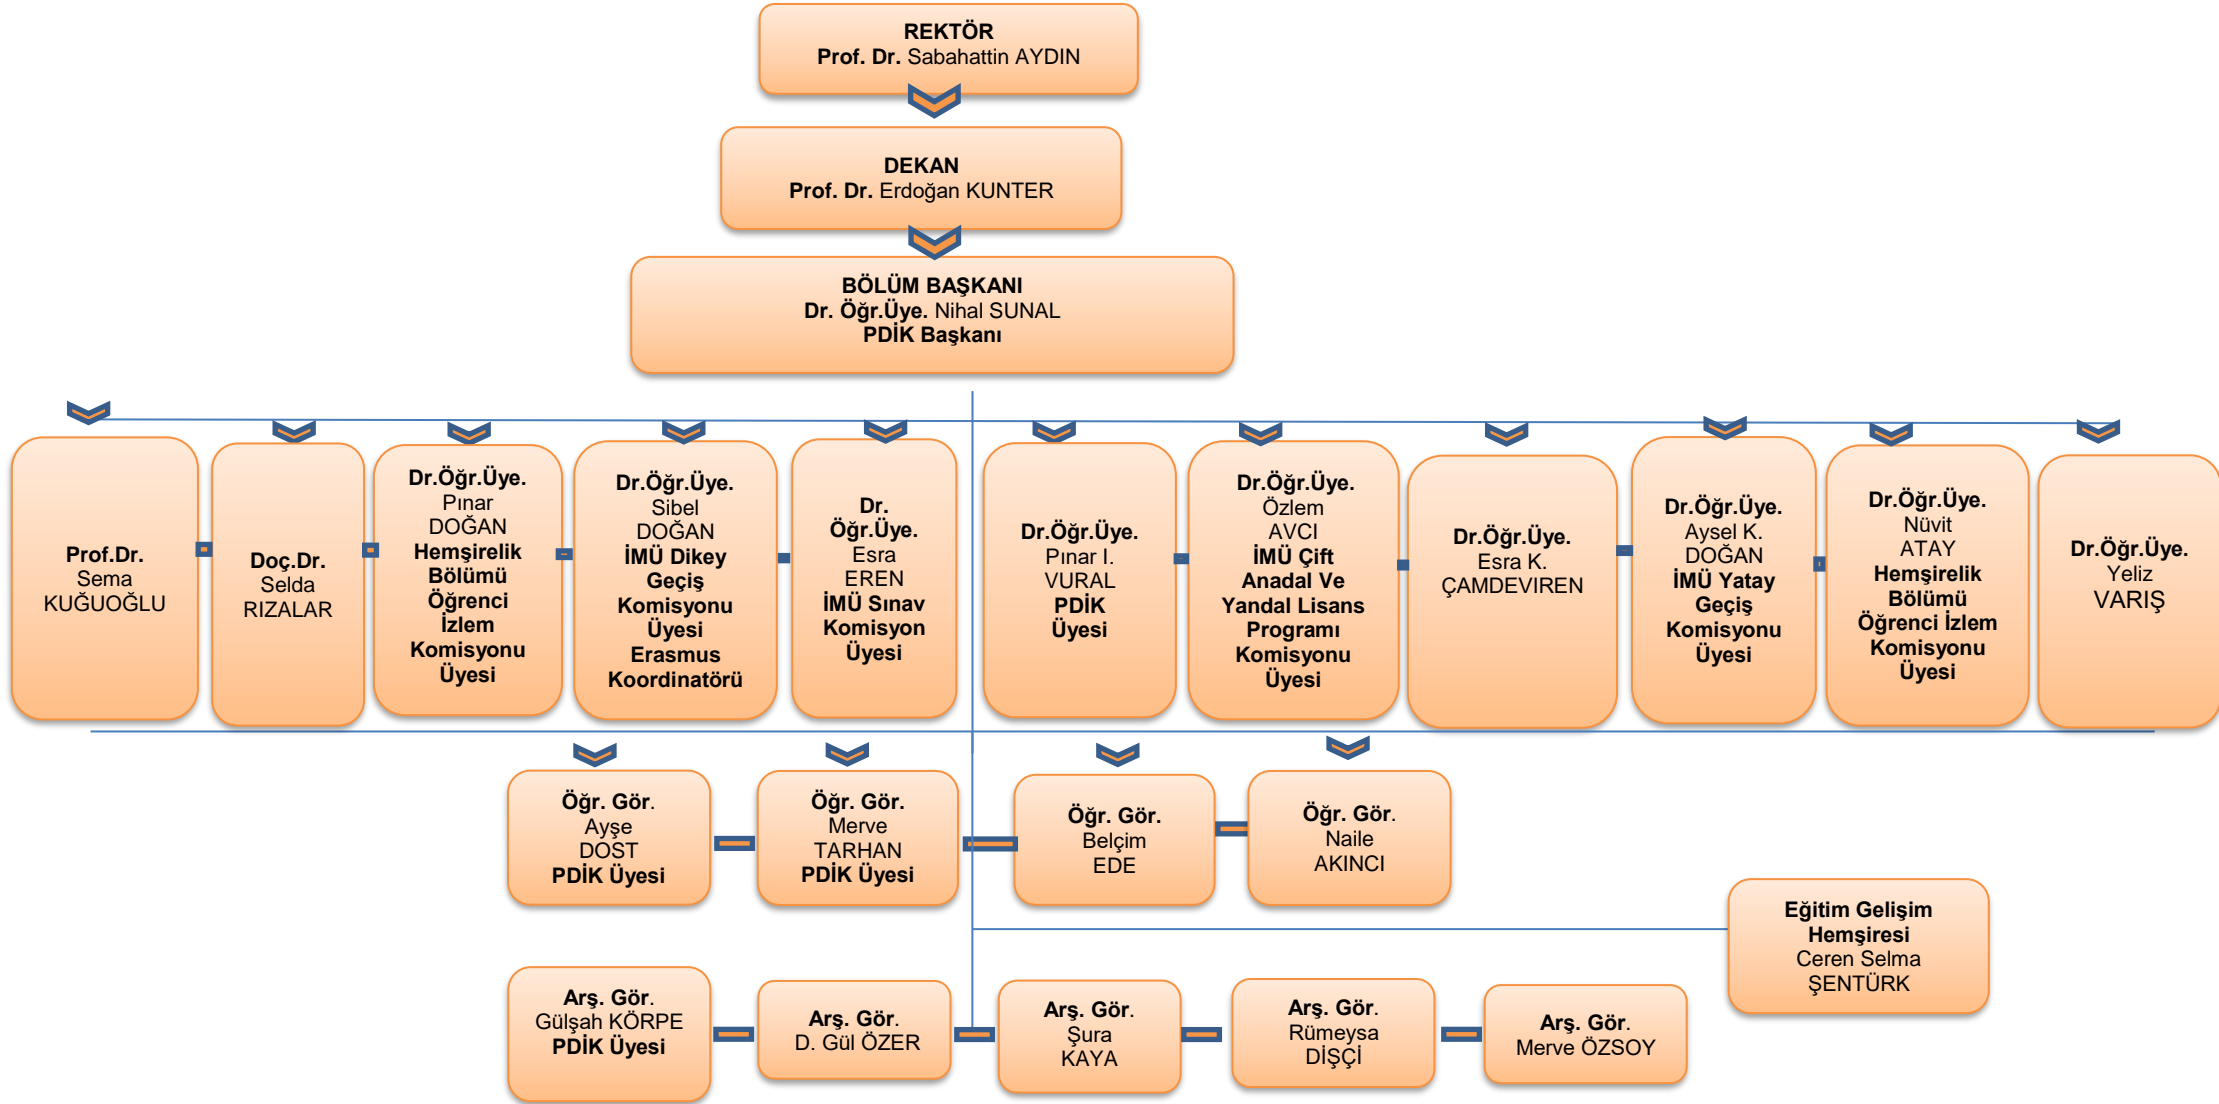 REKTÖR
Prof. Dr. Sabahattin AYDIN
DEKAN
Prof. Dr. Erdoğan KUNTER
BÖLÜM BAŞKANI
Dr. Öğr.Üye. Nihal SUNAL
PDİK Başkanı
Prof.Dr.
Sema
KUĞUOĞLU
Doç.Dr.
Selda
RIZALAR
Dr.Öğr.Üye.
Pınar
DOĞAN
Hemşirelik
Bölümü
Öğrenci
İzlem
Komisyonu
Üyesi
Dr.Öğr.Üye.
Sibel
DOĞAN
İMÜ Dikey
Geçiş
Komisyonu
Üyesi
Erasmus
Koordinatörü
Dr.
Öğr.Üye.
Esra
EREN
İMÜ Sınav
Komisyon
Üyesi
Dr.Öğr.Üye.
Pınar I.
VURAL
PDİK
Üyesi
Dr.Öğr.Üye.
Özlem
AVCI
İMÜ Çift
Anadal Ve
Yandal Lisans
Programı
Komisyonu
Üyesi
Dr.Öğr.Üye.
Esra K.
ÇAMDEVIREN
Dr.Öğr.Üye.
Aysel K.
DOĞAN
İMÜ Yatay
Geçiş
Komisyonu
Üyesi
Dr.Öğr.Üye.
Nüvit
ATAY
Hemşirelik
Bölümü
Öğrenci İzlem
Komisyonu
Üyesi
Dr.Öğr.Üye.
Yeliz
VARIŞ
Öğr. Gör.
Ayşe
DOST
PDİK Üyesi
Öğr. Gör.
Merve
TARHAN
PDİK Üyesi
Öğr. Gör.
Belçim
EDE
Öğr. Gör.
Naile
AKINCI
Eğitim Gelişim
Hemşiresi
Ceren Selma
ŞENTÜRK
Arş. Gör.
Gülşah KÖRPE
PDİK Üyesi
Arş. Gör.
D. Gül ÖZER
Arş. Gör.
Şura
KAYA
Arş. Gör.
Rümeysa
DİŞÇİ
Arş. Gör.
Merve ÖZSOY